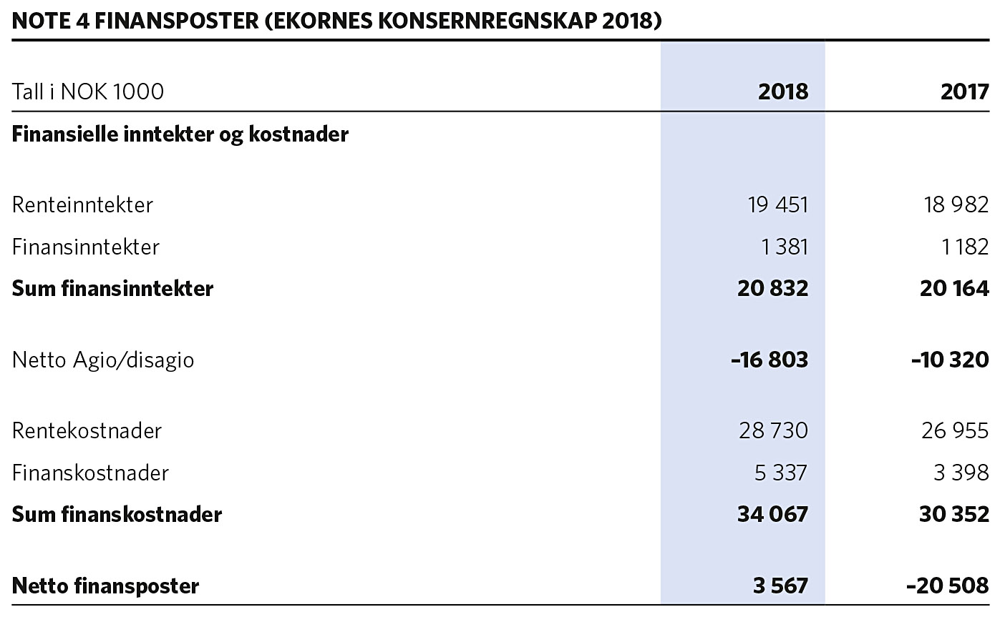 NOTE 4 FINANSPOSTER (EKORNES KONSERNREGNSKAP 2018)
Tall i NOK 1000 2018 2017
Finansielle inntekter og kostnader
Renteinntekter 19 451 18 982
Finansinntekter 1 381 1 182
Sum finansinntekter 20 832 20 164
Netto Agio/disagio –16 803 –10 320
Rentekostnader 28 730 26 955
Finanskostnader 5 337 3 398
Sum finanskostnader 34 067 30 352
Netto finansposter 3 567 –20 508